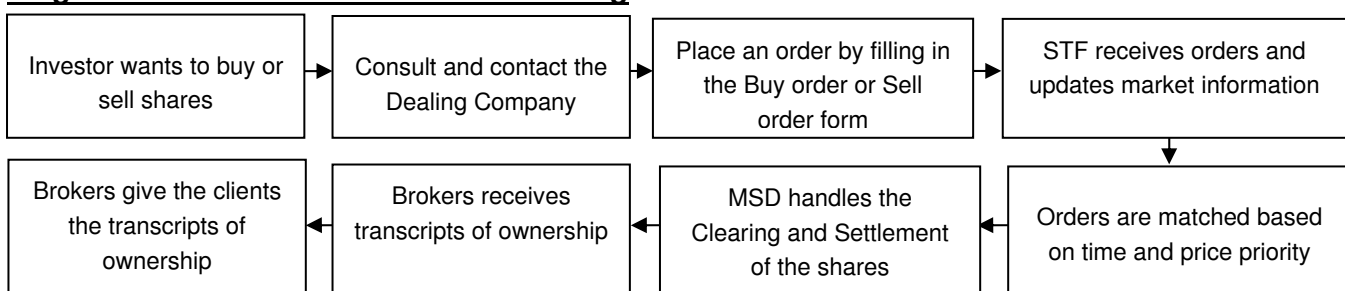 Investor wants to buy or
sell shares
Consult and contact the
Dealing Company
Place an order by filling in
the Buy order or Sell
order form
STF receives orders and
updates market information
Orders are matched based
on time and price priority
MSD handles the
Clearing and Settlement
of the shares
Brokers receives
transcripts of ownership
Brokers give the clients
the transcripts of
ownership